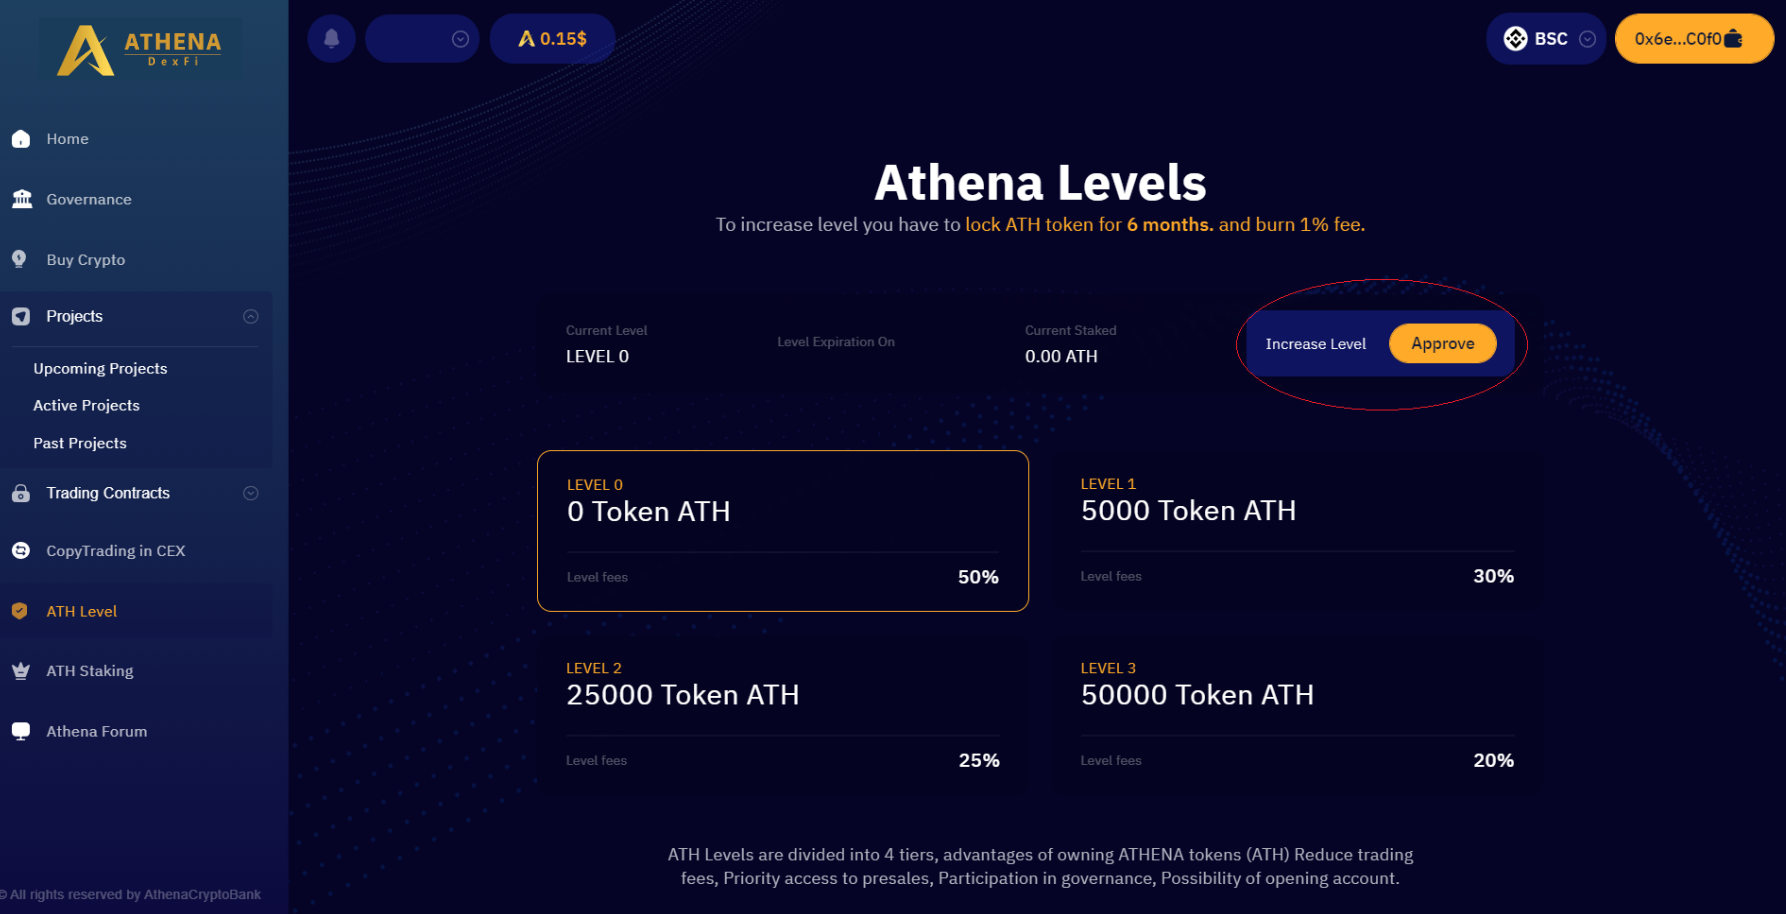 ATHENA
DexFi
0.15$
BSC
0x6e...C0f0
Home
Governance
Buy Crypto
Projects
Upcoming Projects
Active Projects
Past Projects
Trading Contracts
CopyTrading in CEX
ATH Level
ATH Staking
Athena Forum
© All rights reserved by AthenaCryptoBank
Athena Levels
To increase level you have to lock ATH token for 6 months. and burn 1% fee.
Current Level
LEVEL 0
Level Expiration On
Current Staked
0.00 ATH
Increase Level
Approve
LEVEL 0
0 Token ATH
Level fees 50%
LEVEL 1
5000 Token ATH
Level fees 30%
LEVEL 2
25000 Token ATH
Level fees 25%
LEVEL 3
50000 Token ATH
Level fees 20%
ATH Levels are divided into 4 tiers, advantages of owning ATHENA tokens (ATH) Reduce trading
fees, Priority access to presales, Participation in governance, Possibility of opening account.